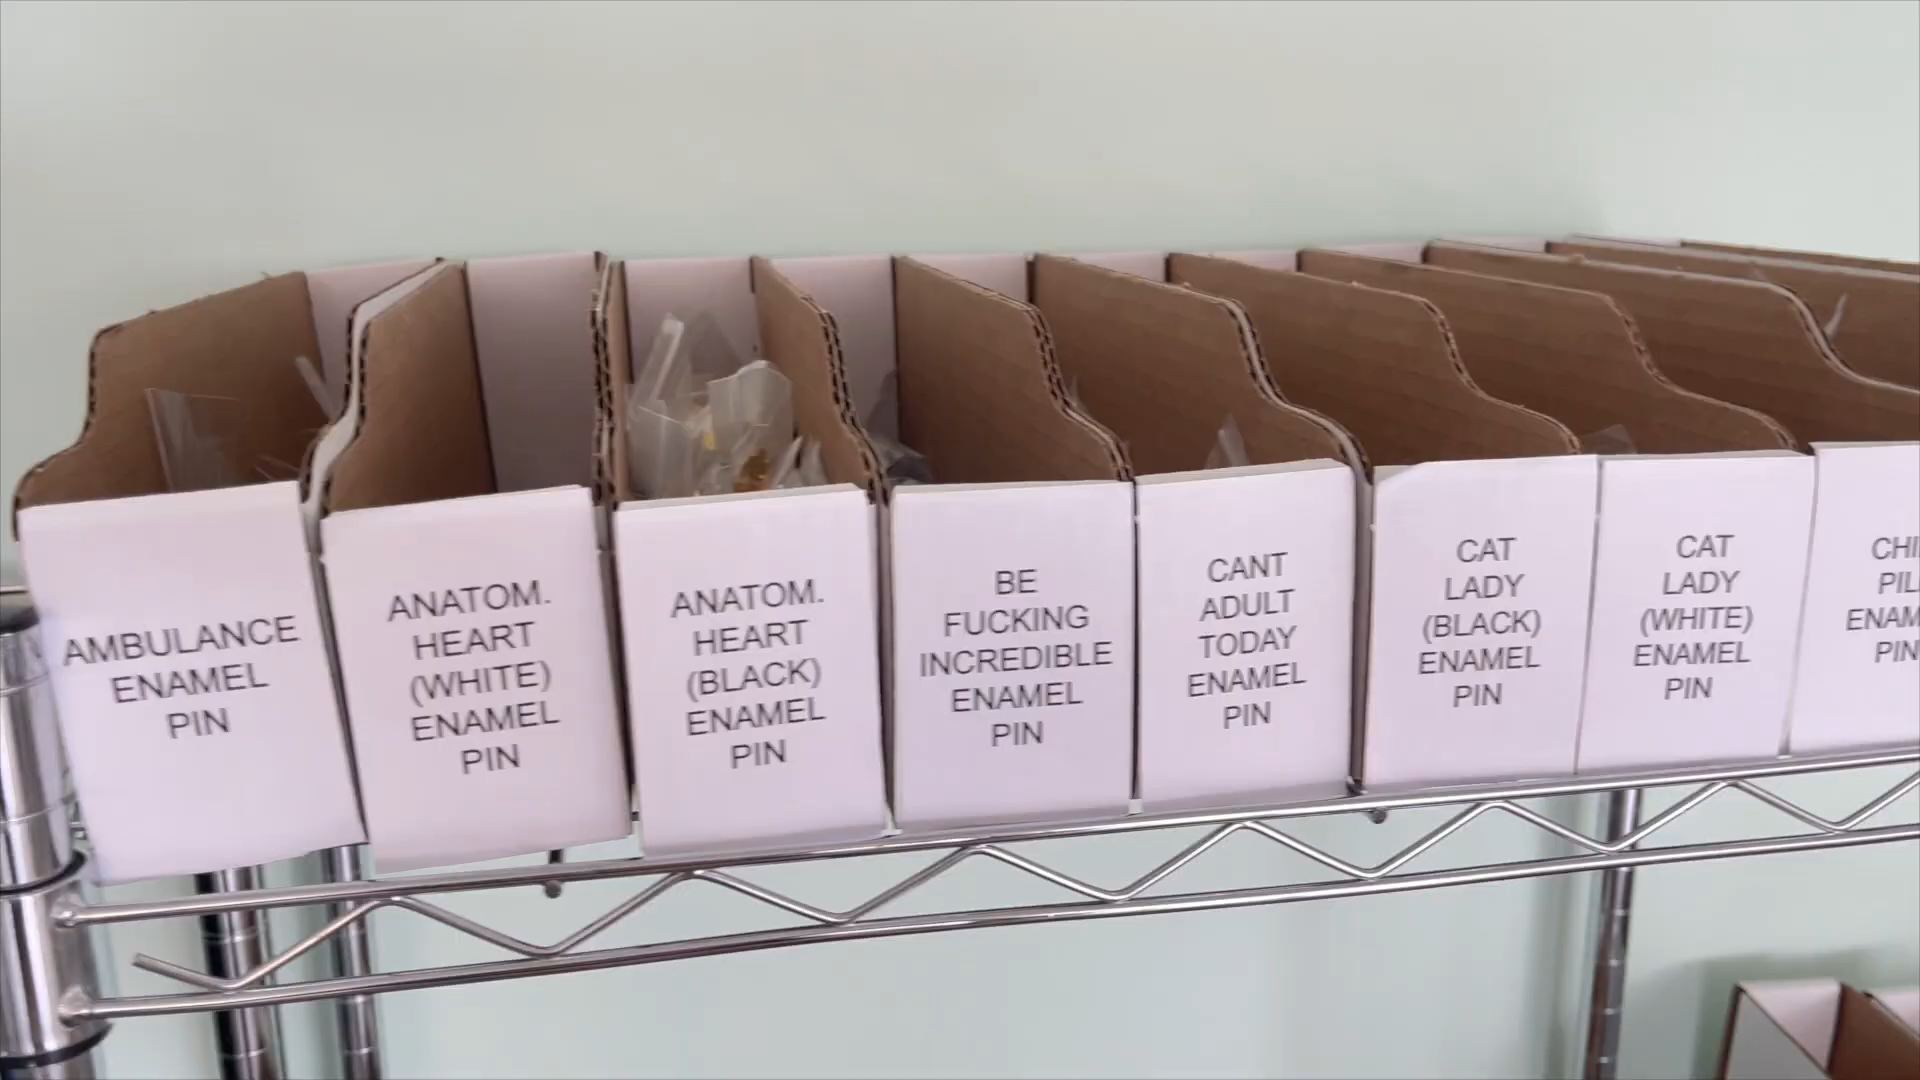 AMBULANCE
ENAMEL
PIN
ANATOM.
HEART
(WHITE)
ENAMEL
PIN
ANATOM.
HEART
(BLACK)
ENAMEL
PIN
BE
FUCKING
INCREDIBLE
ENAMEL
PIN
CANT
ADULT
TODAY
ENAMEL
PIN
CAT
LADY
(BLACK)
ENAMEL
PIN
CAT
LADY
(WHITE)
ENAMEL
PIN
PIN